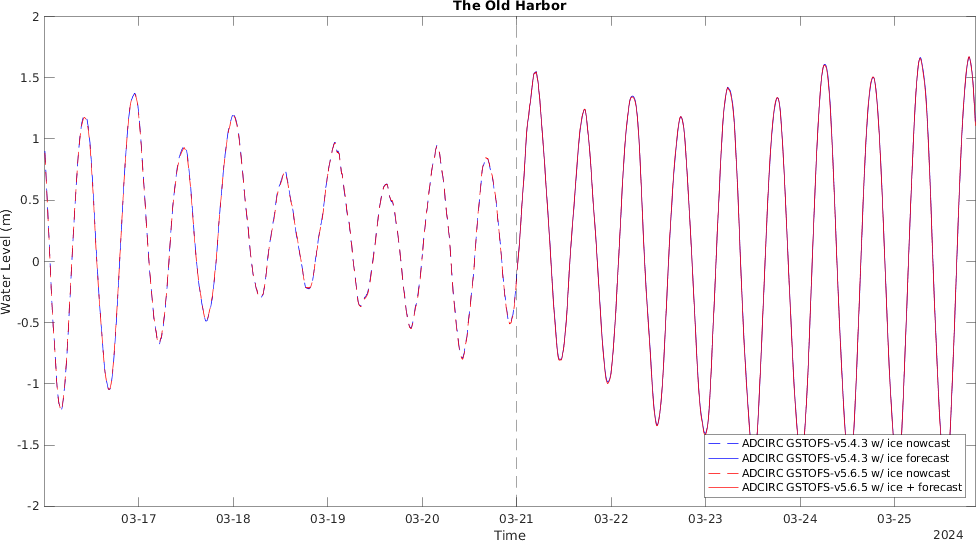 The Old Harbor
2
1.5
1
0.5
0
-0.5
-1
-1.5
-2
Water Level (m)
03-17 03-18 03-19 03-20 03-21 03-22 03-23 03-24 03-25
Time
2024
ADCIRC GSTOFS-v5.4.3 w/ ice nowcast
ADCIRC GSTOFS-v5.4.3 w/ ice forecast
ADCIRC GSTOFS-v5.6.5 w/ ice nowcast
ADCIRC GSTOFS-v5.6.5 w/ ice + forecast